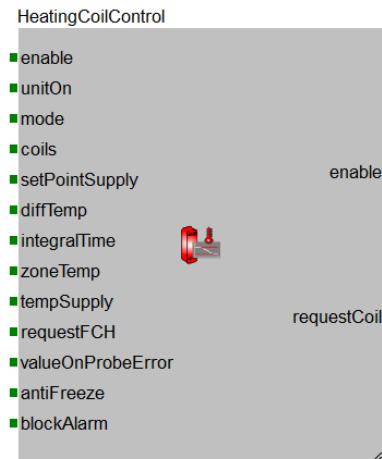 HeatingCoilControl
enable
unitOn
mode
coils
setPointSupply
diffTemp
integralTime
zoneTemp
tempSupply
requestFCH
valueOnProbeError
antiFreeze
blockAlarm
enable
requestCoil